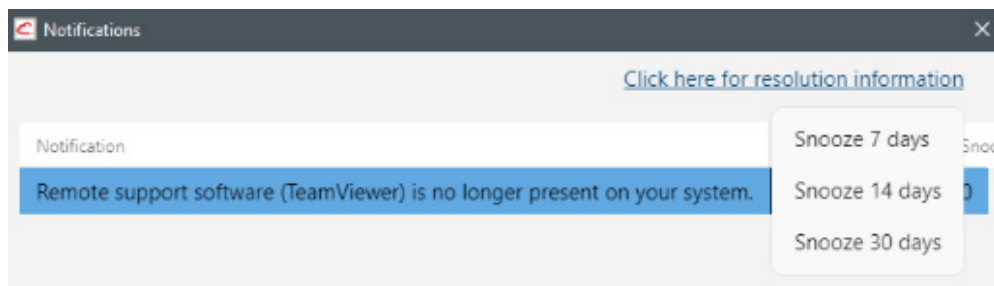 Notifications
Click here for resolution information
Notification
Snooze 7 days
Remote support software (TeamViewer) is no longer present on your system.
Snooze 14 days
Snooze 30 days